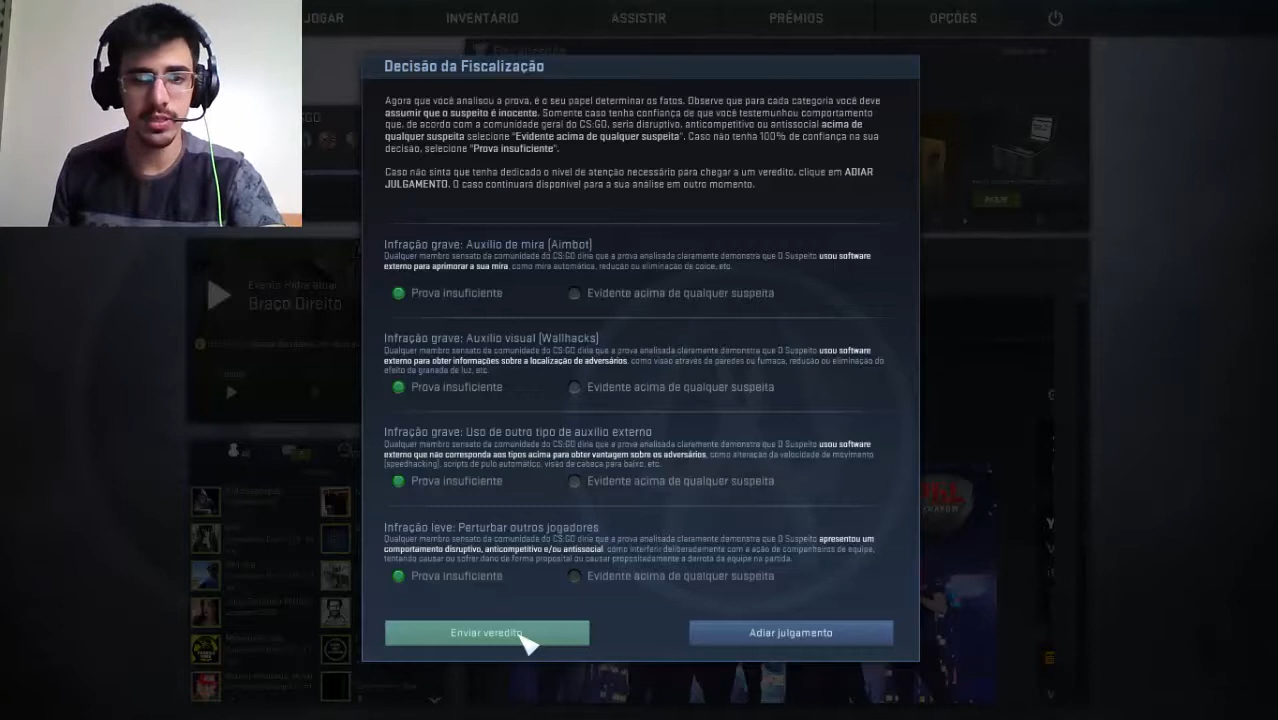 JOGAR
INVENTÁRIO
ASSISTIR
PRÊMIOS
OPÇÕES
Decisão da Fiscalização
Agora que você analisou a prova, é o seu papel determinar os fatos. Observe que para cada categoria você deve
assumir que o suspeito é inocente. Somente caso tenha confiança de que você testemunhou comportamento
que, de acordo com a comunidade geral do CS:GO, seria disruptivo, anticompetitivo ou antissocial acima de
qualquer suspeita selecione "Evidente acima de qualquer suspeita". Caso não tenha 100% de confiança na sua
decisão, selecione "Prova insuficiente".
Caso não sinta que tenha dedicado o nível de atenção necessário para chegar a um veredito, clique em ADIAR
JULGAMENTO. O caso continuará disponível para a sua análise em outro momento.
Infração grave: Auxílio de mira (Aimbot)
Qualquer membro sensato da comunidade do CS:GO diria que a prova analisada claramente demonstra que O Suspeito usou software
externo para aprimorar a sua mira, como mira automática, redução ou eliminação de coice, etc.
Prova insuficiente
Evidente acima de qualquer suspeita
Infração grave: Auxílio visual (Wallhacks)
Qualquer membro sensato da comunidade do CS:GO diria que a prova analisada claramente demonstra que O Suspeito usou software
externo para obter informações sobre a localização de adversários, como visão através de paredes ou fumaça, redução ou eliminação do
efeito de granada de luz, etc.
Prova insuficiente
Evidente acima de qualquer suspeita
Infração grave: Uso de outro tipo de auxílio externo
Qualquer membro sensato da comunidade do CS:GO diria que a prova analisada claramente demonstra que O Suspeito usou software
externo que não corresponda aos tipos acima para obter vantagem sobre os adversários, como alteração da velocidade de movimento
(speedhacking), scripts de pulo automático, visão de cabeça para baixo, etc.
Prova insuficiente
Evidente acima de qualquer suspeita
Infração leve: Perturbar outros jogadores
Qualquer membro sensato da comunidade do CS:GO diria que a prova analisada claramente demonstra que O Suspeito apresentou um
comportamento disruptivo, anticompetitivo e/ou antissocial, como interferir deliberadamente com a ação de companheiros de equipe,
tentando causar ou sofrer dano de forma proposital ou causar propositadamente a derrota da equipe na partida.
Prova insuficiente
Evidente acima de qualquer suspeita
Enviar veredito
Adiar julgamento
Braço Direito